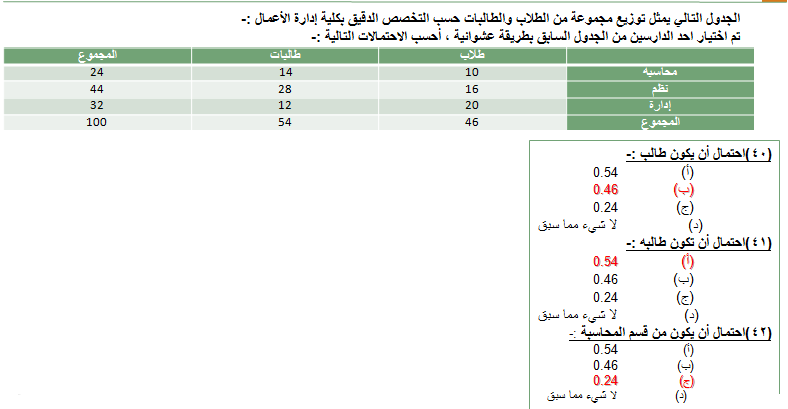 الجدول التالي يمثل توزيع مجموعة من الطلاب والطالبات حسب التخصص الدقيق بكلية إدارة الأعمال :-
تم اختيار احد الدارسين من الجدول السابق بطريقة عشوائية ، أحسب الاحتمالات التالية :-
طلاب طالبات المجموع
محاسبه 10 14 24
نظم 16 28 44
إدارة 20 12 32
المجموع 46 54 100
(٤٠)احتمال أن يكون طالب :-
(أ) 0.54
(ب) 0.46
(ج) 0.24
(د) لا شيء مما سبق
(٤١)احتمال أن تكون طالبه :-
(أ) 0.54
(ب) 0.46
(ج) 0.24
(د) لا شيء مما سبق
(٤٢)احتمال أن يكون من قسم المحاسبة :-
(أ) 0.54
(ب) 0.46
(ج) 0.24
(د) لا شيء مما سبق